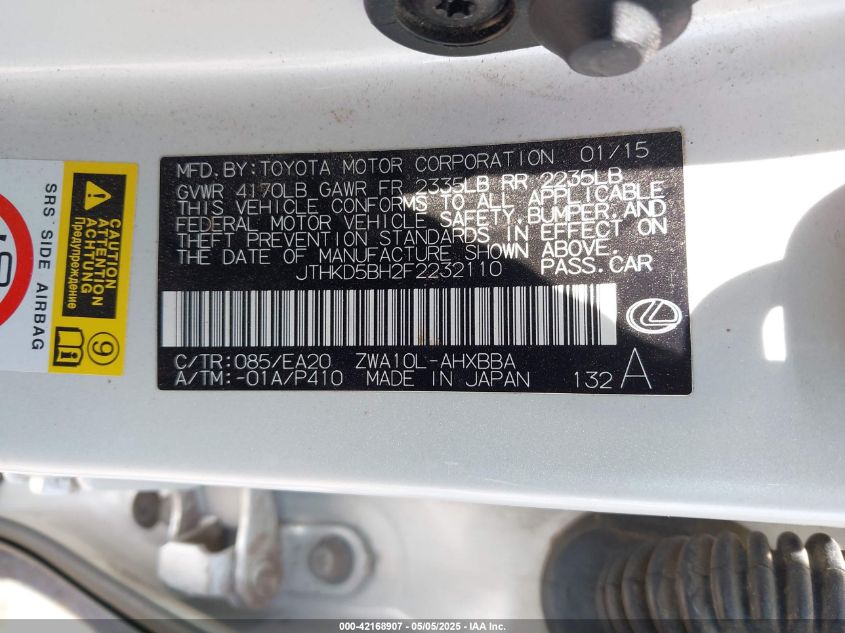 MFD. BY: TOYOTA MOTOR CORPORATION 01/15
GVWR 4170LB GAWR FR 2335LB RR 2235LB
THIS VEHICLE CONFORMS TO ALL APPLICABLE
FEDERAL MOTOR VEHICLE SAFETY, BUMPER, AND
THEFT PREVENTION STANDARDS IN EFFECT ON
THE DATE OF MANUFACTURE SHOWN ABOVE.
JTHKD5BH2F2232110 PASS.CAR
C/TR: 085/EA20 ZWA10L-AHXBBA
A/TM: -01A/P410 MADE IN JAPAN 132 A
CAUTION
ATTENTION
ACHTUNG
Предупреждение
SRS SIDE AIRBAG
9
000-42168907 - 05/05/2025 - IAA Inc.